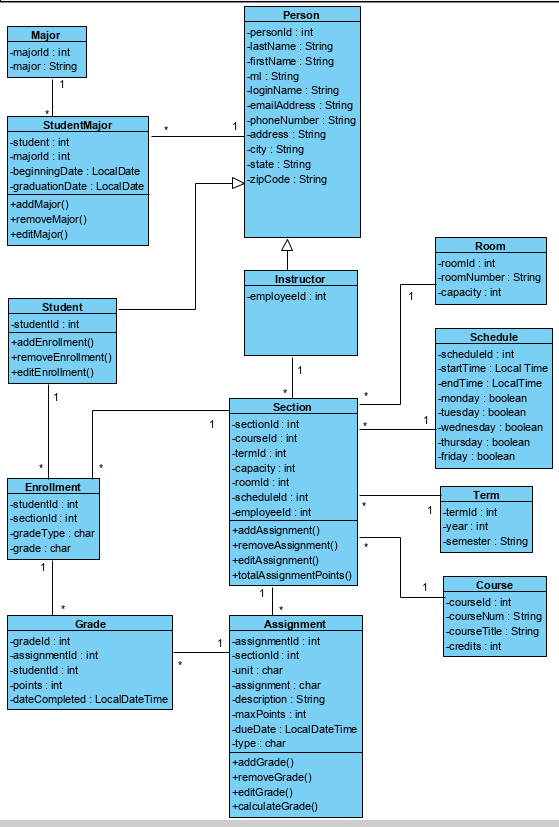 Person
-personId : int
-lastName : String
-firstName : String
-ml : String
-loginName : String
-emailAddress : String
-phoneNumber : String
-address : String
-city : String
-state : String
-zipCode : String
Major
-majorId : int
-major : String
1
*
StudentMajor
-student : int
-majorId : int
-beginningDate : LocalDate
-graduationDate : LocalDate
+addMajor()
+removeMajor()
+editMajor()
*
1
Instructor
-employeeId : int
1
*
Room
-roomId : int
-roomNumber : String
-capacity : int
1
*
Student
-studentId : int
+addEnrollment()
+removeEnrollment()
+editEnrollment()
1
*
Schedule
-scheduleId : int
-startTime : Local Time
-endTime : LocalTime
-monday : boolean
-tuesday : boolean
-wednesday : boolean
-thursday : boolean
-friday : boolean
1
*
Section
-sectionId : int
-courseId : int
-termId : int
-capacity : int
-roomId : int
-scheduleId : int
-employeeId : int
+addAssignment()
+removeAssignment()
+editAssignment()
+totalAssignmentPoints()
1
*
Enrollment
-studentId : int
-sectionId : int
-gradeType : char
-grade : char
1
*
Term
-termId : int
-year : int
-semester : String
*
1
Course
-courseId : int
-courseNum : String
-courseTitle : String
-credits : int
*
1
1
*
Grade
-gradeId : int
-assignmentId : int
-studentId : int
-points : int
-dateCompleted : LocalDateTime
*
1
Assignment
-assignmentId : int
-sectionId : int
-unit : char
-assignment : char
-description : String
-maxPoints : int
-dueDate : LocalDateTime
-type : char
+addGrade()
+removeGrade()
+editGrade()
+calculateGrade()